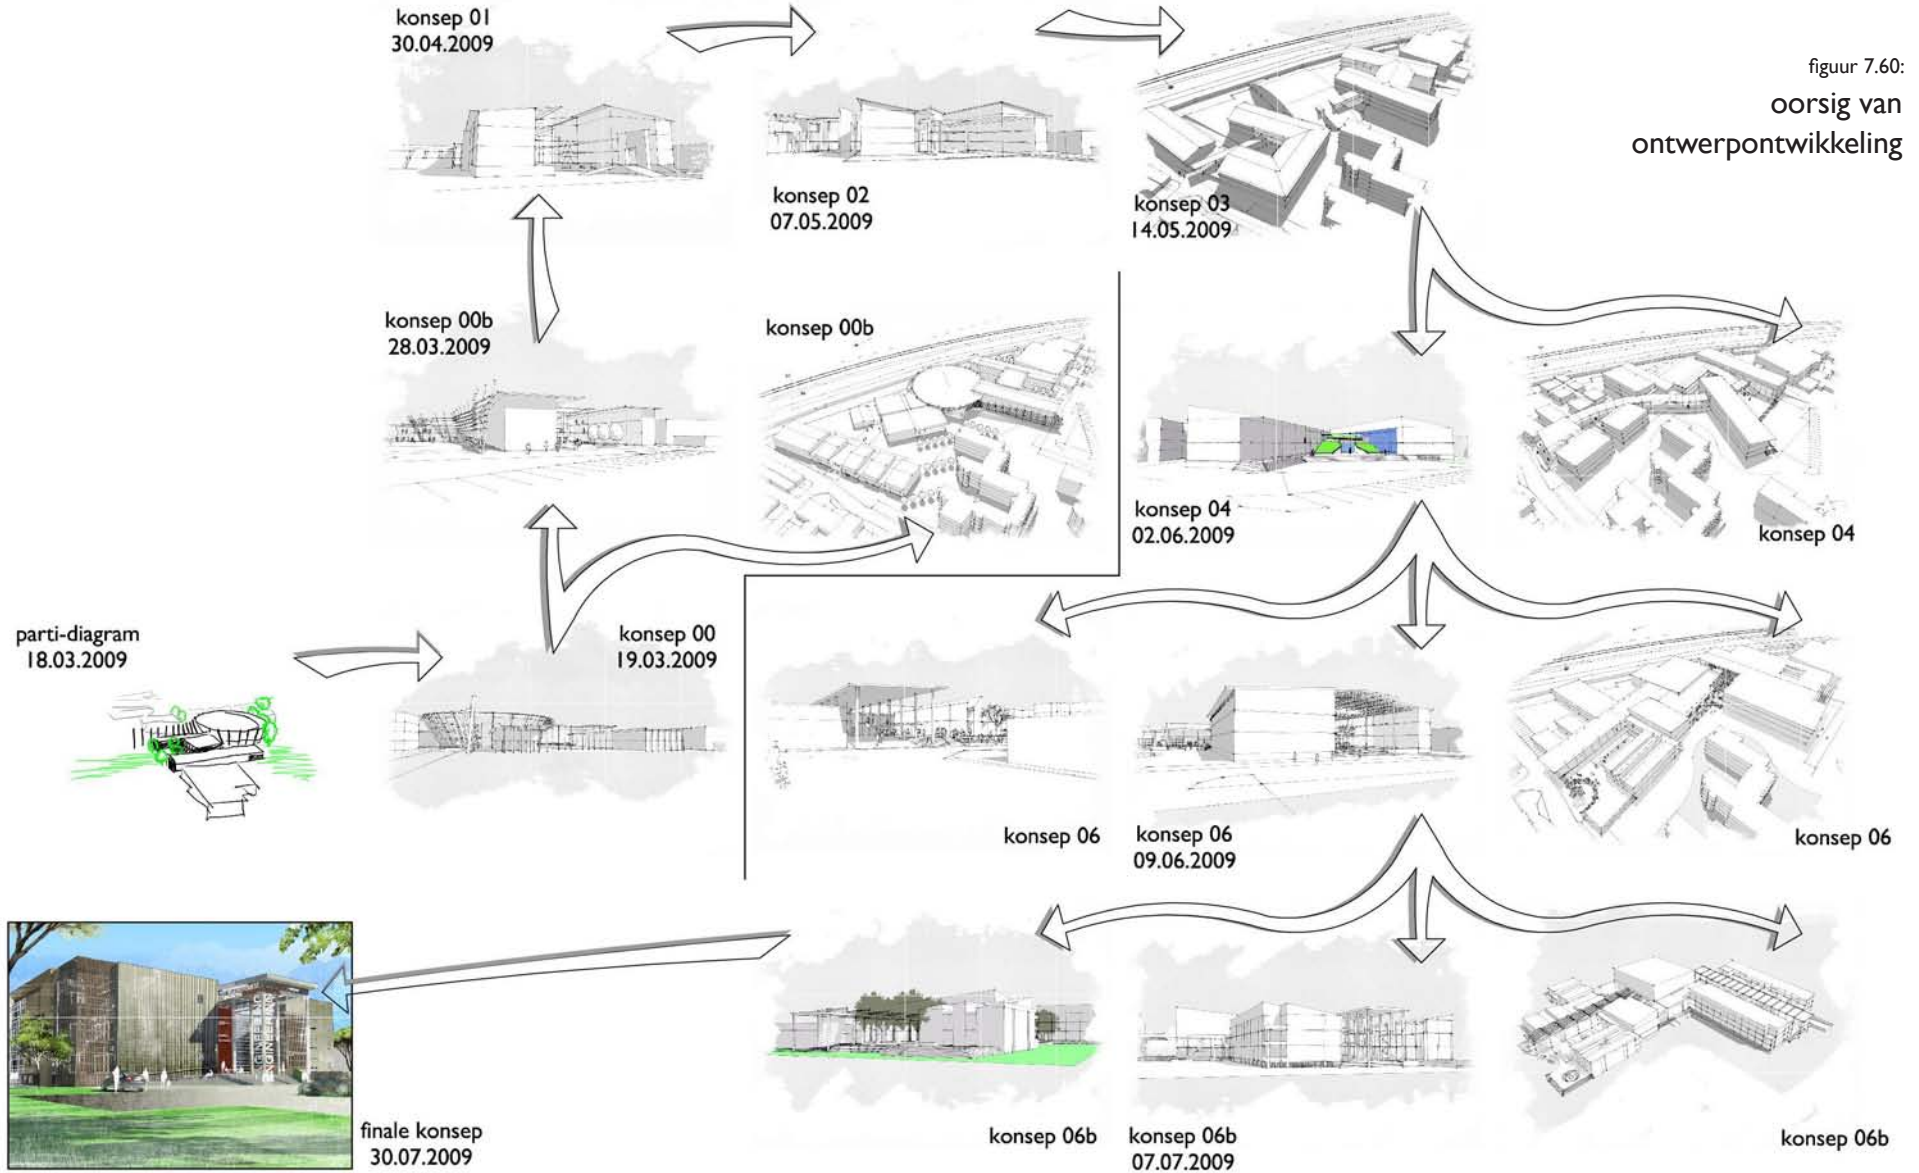 figuur 7.60:
oorsig van
ontwerpontwikkeling
konsep 01
30.04.2009
konsep 02
07.05.2009
konsep 03
14.05.2009
konsep 00b
28.03.2009
konsep 00b
konsep 04
02.06.2009
konsep 04
parti-diagram
18.03.2009
konsep 00
19.03.2009
konsep 06
konsep 06
09.06.2009
konsep 06
finale konsep
30.07.2009
konsep 06b
konsep 06b
07.07.2009
konsep 06b